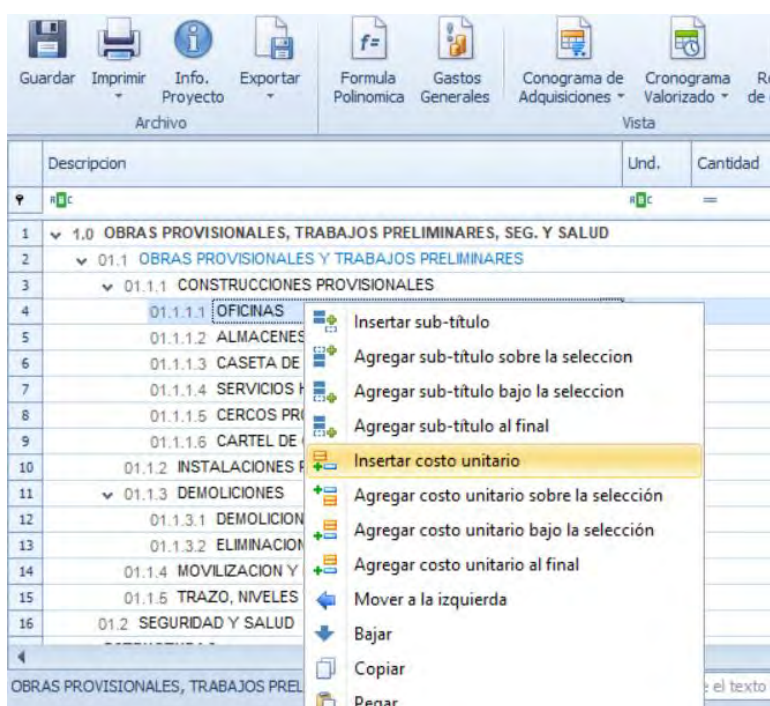 Guardar Imprimir Info. Proyecto Exportar Formula Polinomica Gastos Generales Conograma de Adquisiciones Cronograma Valorizado de
Archivo Vista
Descripcion Und. Cantidad
1 1.0 OBRAS PROVISIONALES, TRABAJOS PRELIMINARES, SEG. Y SALUD
2 01.1 OBRAS PROVISIONALES Y TRABAJOS PRELIMINARES
3 01.1.1 CONSTRUCCIONES PROVISIONALES
4 01.1.1.1 OFICINAS
5 01.1.1.2 ALMACENES
6 01.1.1.3 CASETA DE
7 01.1.1.4 SERVICIOS
8 01.1.1.5 CERCOS
9 01.1.1.6 CARTEL DE
10 01.1.2 INSTALACIONES
11 01.1.3 DEMOLICIONES
12 01.1.3.1 DEMOLICION
13 01.1.3.2 ELIMINACION
14 01.1.4 MOVILIZACION Y
15 01.1.5 TRAZO, NIVELES
16 01.2 SEGURIDAD Y SALUD
Insertar sub-título
Agregar sub-título sobre la seleccion
Agregar sub-título bajo la seleccion
Agregar sub-título al final
Insertar costo unitario
Agregar costo unitario sobre la selección
Agregar costo unitario bajo la selección
Agregar costo unitario al final
Mover a la izquierda
Bajar
Copiar
Pegar
OBRAS PROVISIONALES, TRABAJOS PREL
el texto